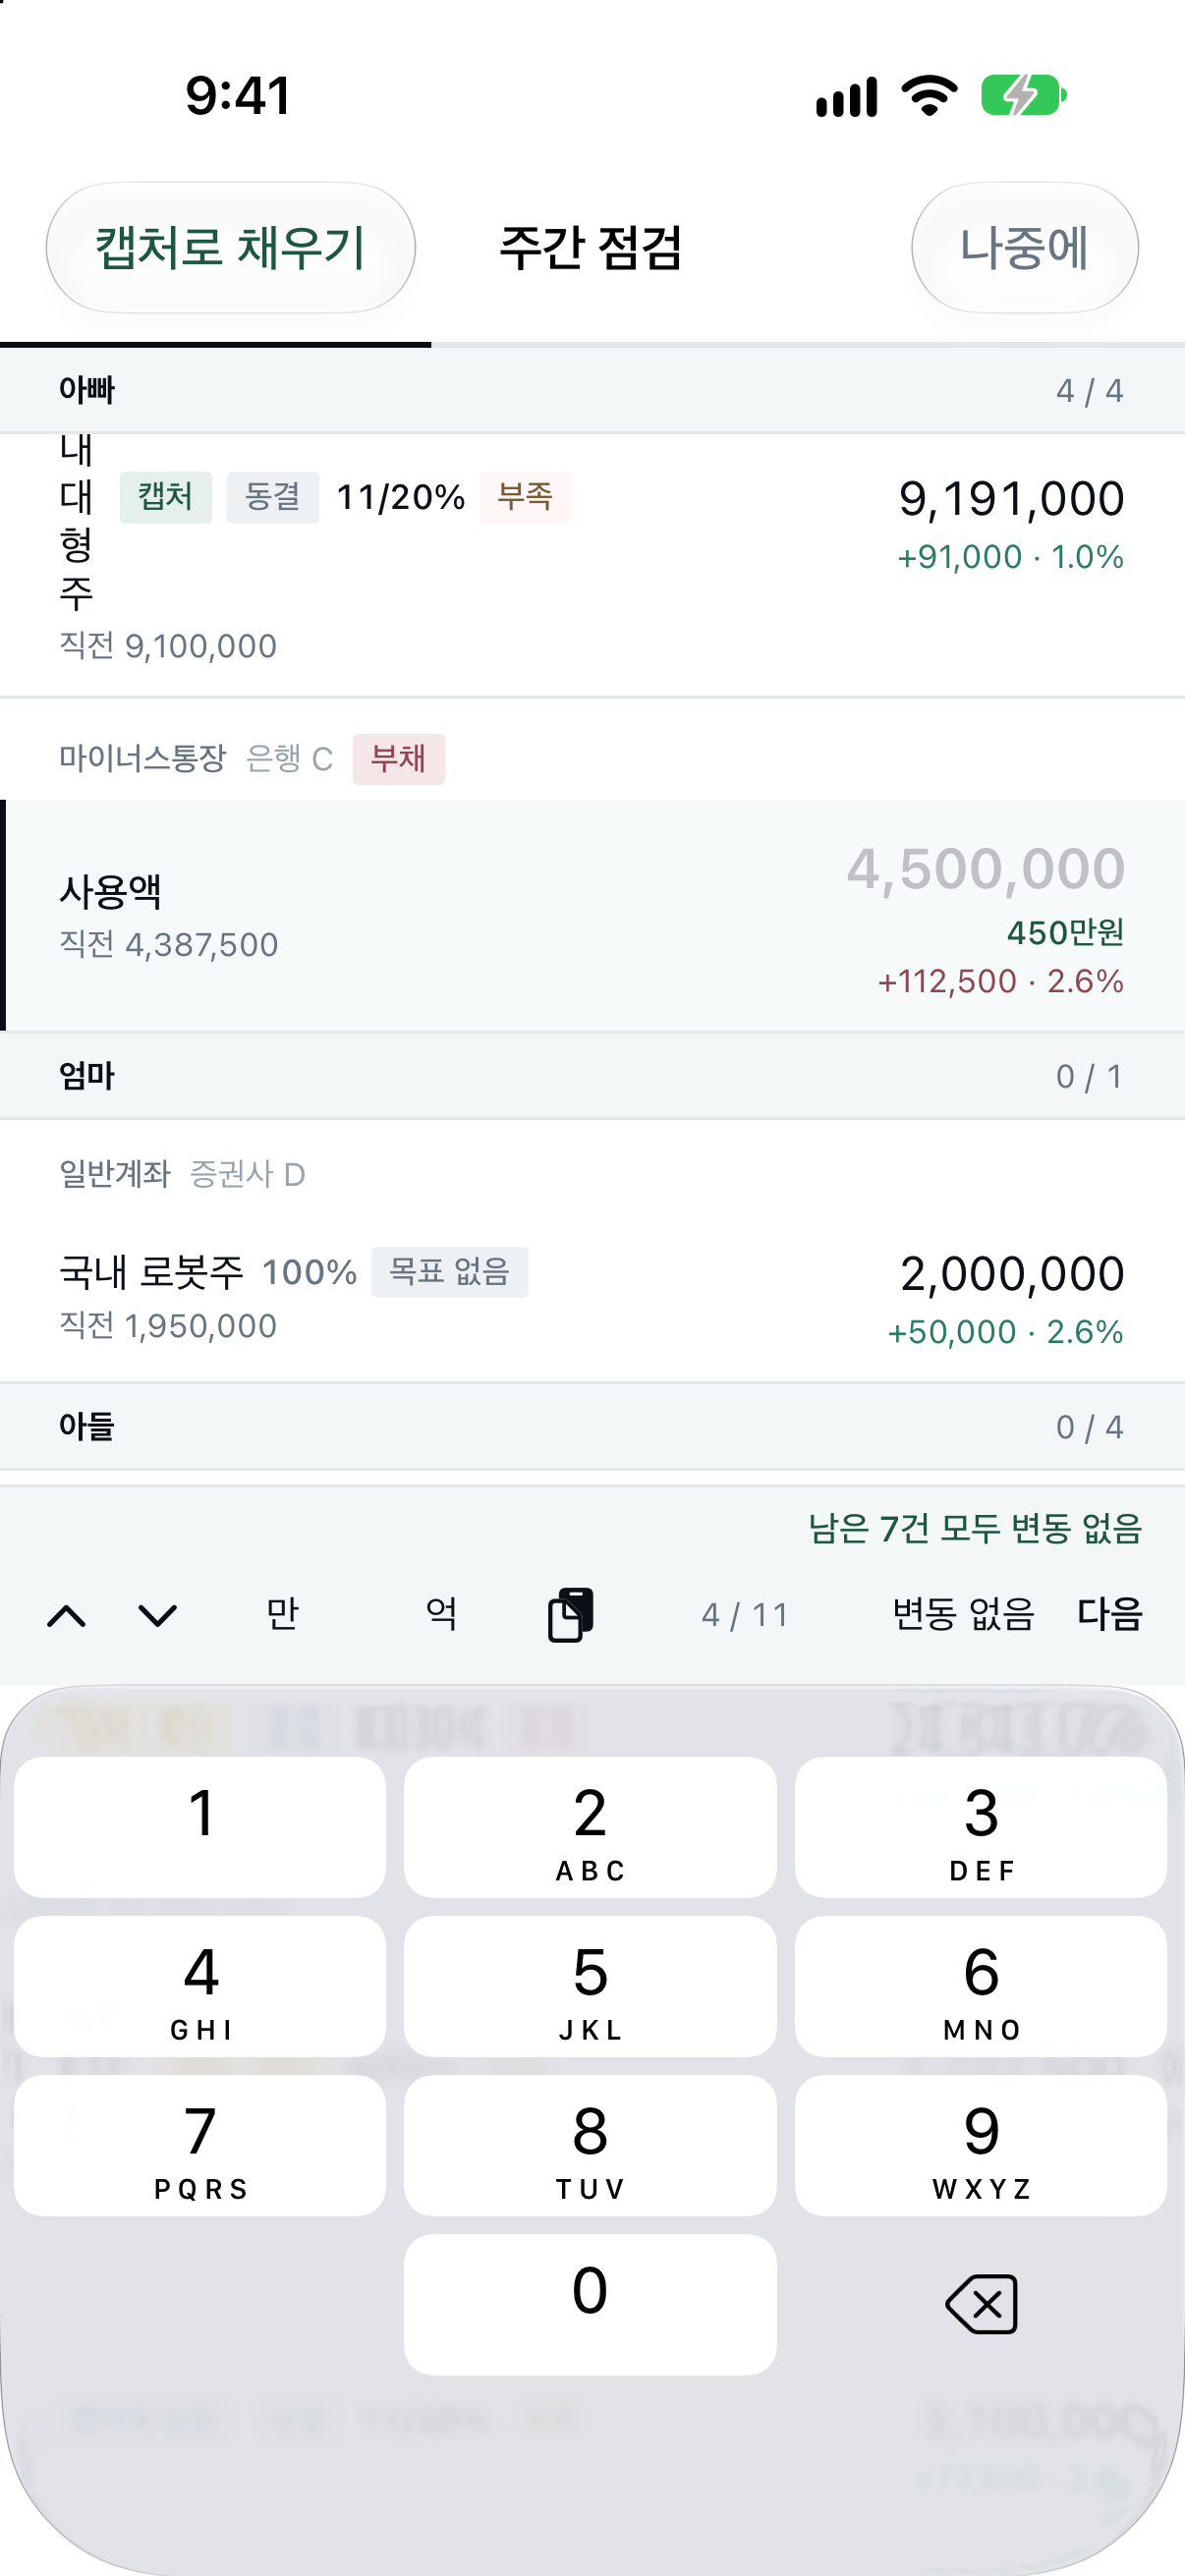 9:41
캡처로 채우기 주간 점검 나중에
아빠 4 / 4
내
대
형
주
캡처 동결 11/20% 부족 9,191,000
+91,000 · 1.0%
직전 9,100,000
마이너스통장 은행 C 부채
사용액 4,500,000
직전 4,387,500 450만원
+112,500 · 2.6%
엄마 0 / 1
일반계좌 증권사 D
국내 로봇주 100% 목표 없음 2,000,000
직전 1,950,000 +50,000 · 2.6%
아들 0 / 4
남은 7건 모두 변동 없음
만 억 4 / 11 변동 없음 다음
1 2 3
ABC DEF
4 5 6
GHI JKL MNO
7 8 9
PQRS TUV WXYZ
0